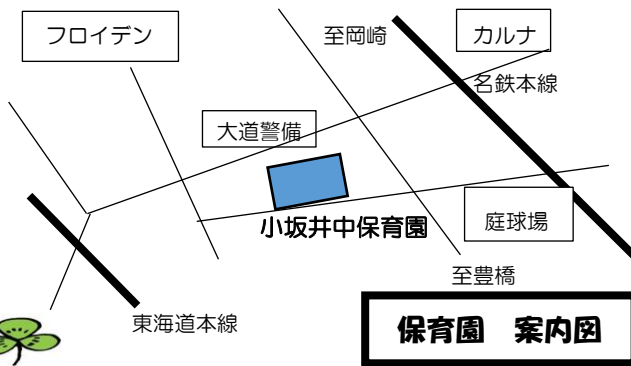 フロイデン
至岡崎
カルナ
名鉄本線
大道警備
小坂井中保育園
庭球場
至豊橋
東海道本線
保育園 案内図